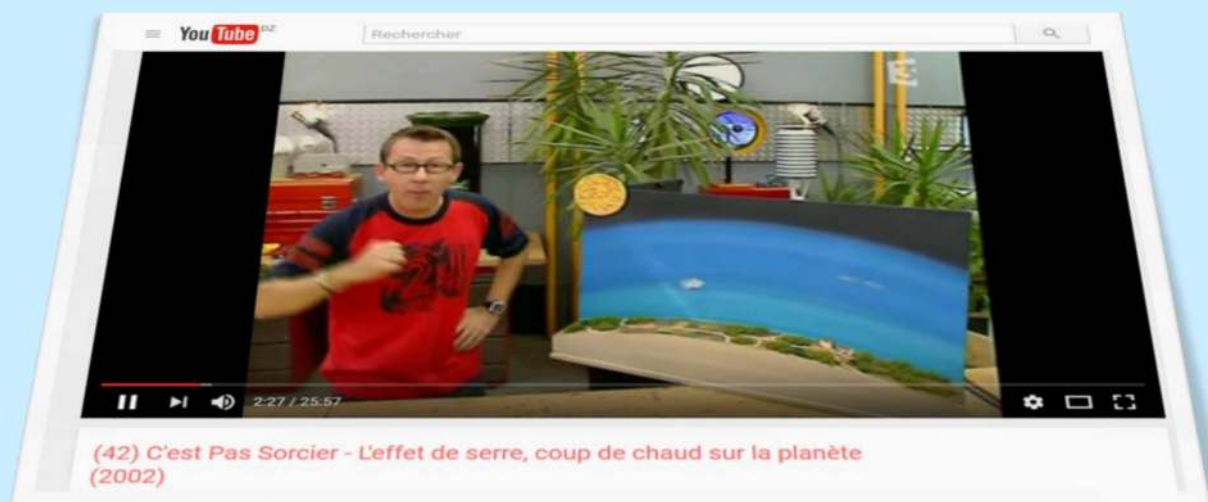 YouTube DZ
Rechercher
2:27 / 25:57
(42) C'est Pas Sorcier - L'effet de serre, coup de chaud sur la planète
(2002)